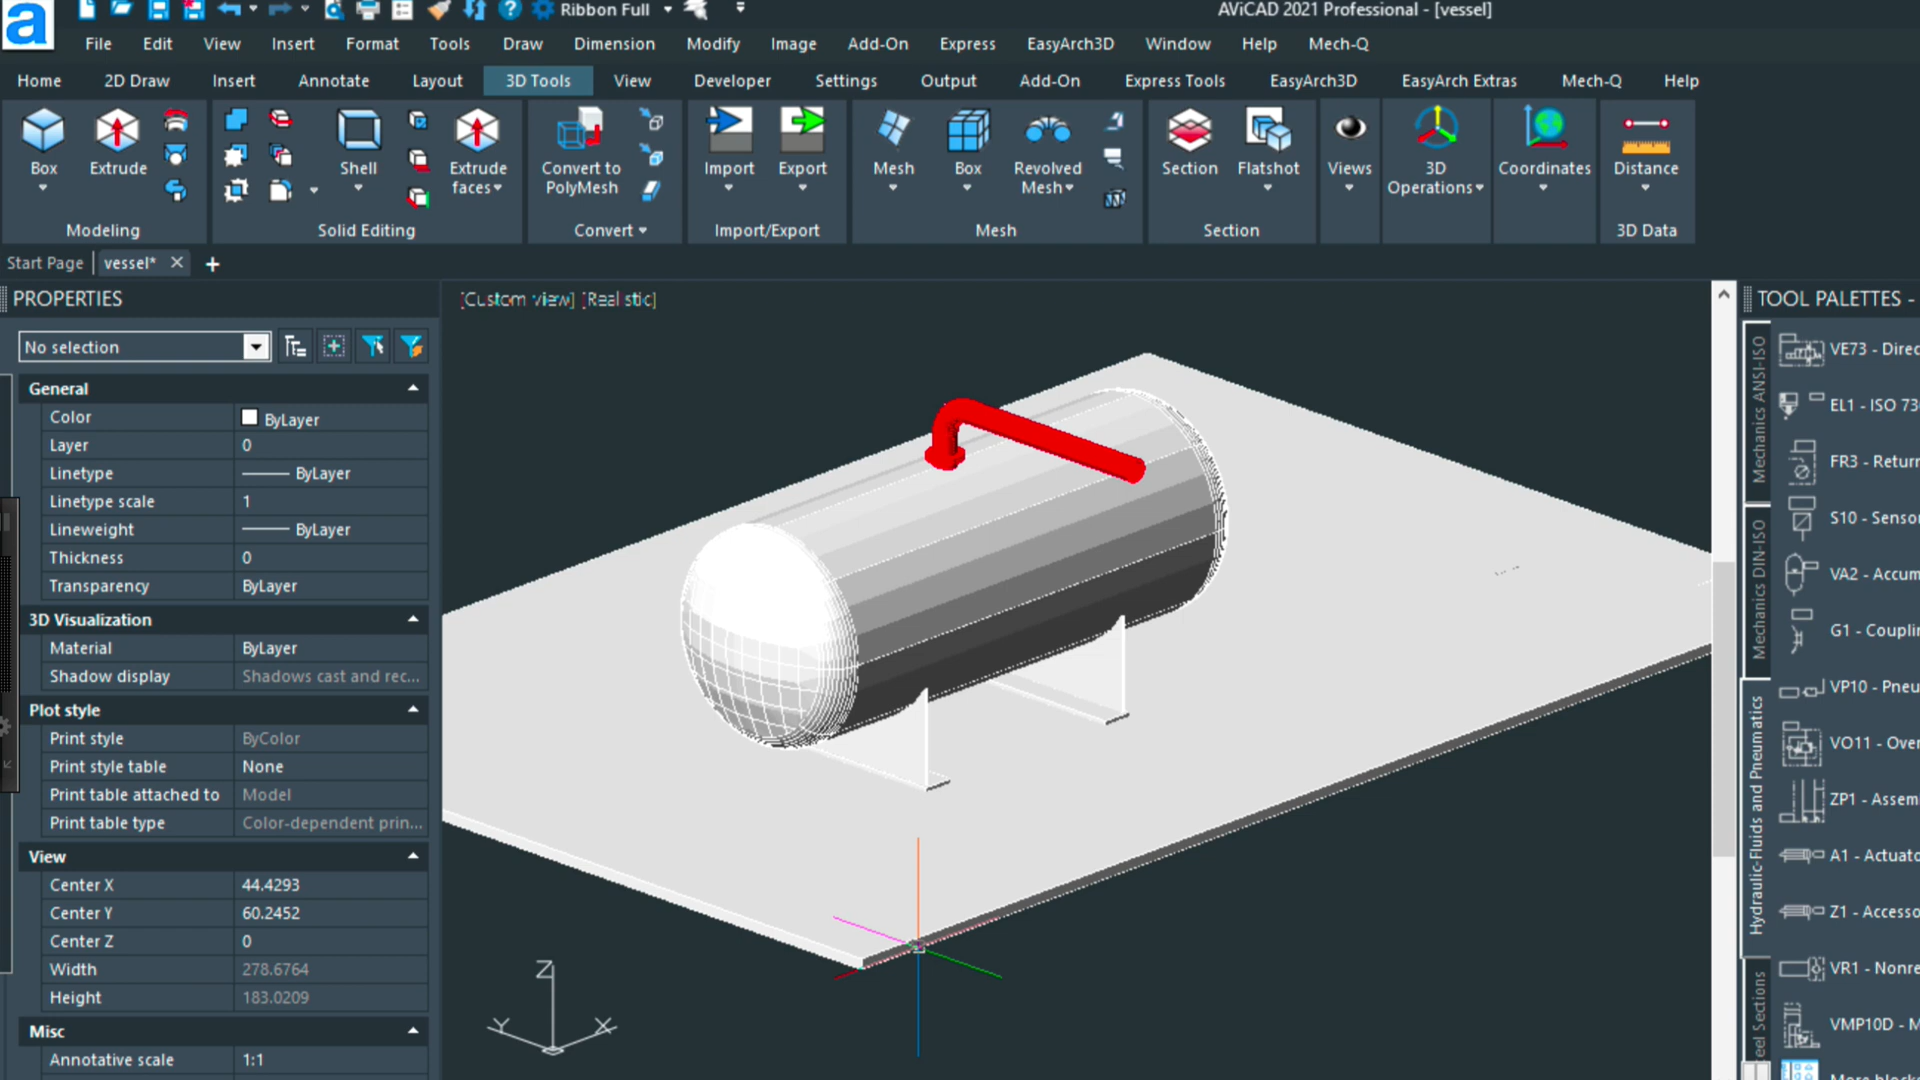 a
Ribbon Full
AViCAD 2021 Professional - [vessel]
File Edit View Insert Format Tools Draw Dimension Modify Image Add-On Express EasyArch3D Window Help Mech-Q
Home 2D Draw Insert Annotate Layout 3D Tools View Developer Settings Output Add-On Express Tools EasyArch3D EasyArch Extras Mech-Q Help
Box Extrude Shell Extrude faces Convert to PolyMesh Import Export Mesh Box Revolved Mesh Section Flatshot Views 3D Operations Coordinates Distance
Modeling Solid Editing Convert Import/Export Mesh Section 3D Data
Start Page vessel*
PROPERTIES
No selection
General
Color ByLayer
Layer 0
Linetype ByLayer
Linetype scale 1
Lineweight ByLayer
Thickness 0
Transparency ByLayer
3D Visualization
Material ByLayer
Shadow display Shadows cast and rec...
Plot style
Print style ByColor
Print style table None
Print table attached to Model
Print table type Color-dependent prin...
View
Center X 44.4293
Center Y 60.2452
Center Z 0
Width 278.6764
Height 183.0209
Misc
Annotative scale 1:1
[Custom view] [Realistic]
Z
Y X
TOOL PALETTES -
Mechanics ANSI-ISO
Mechanics DIN-ISO
Hydraulic-Fluids and Pneumatics
eel Sections
VE73 - Direc
EL1 - ISO 73
FR3 - Return
S10 - Sensor
VA2 - Accum
G1 - Couplin
VP10 - Pneu
VO11 - Over
ZP1 - Assem
A1 - Actuato
Z1 - Accesso
VR1 - Nonre
VMP10D - M